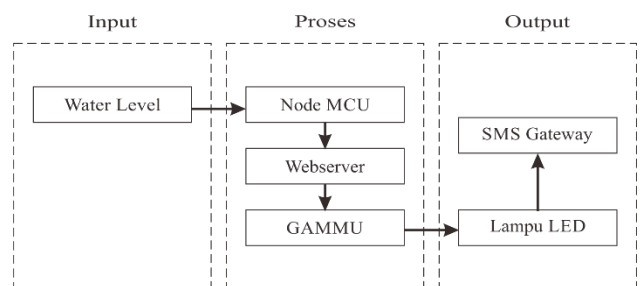 Input
Proses
Output
Water Level
Node MCU
Webserver
GAMMU
SMS Gateway
Lampu LED